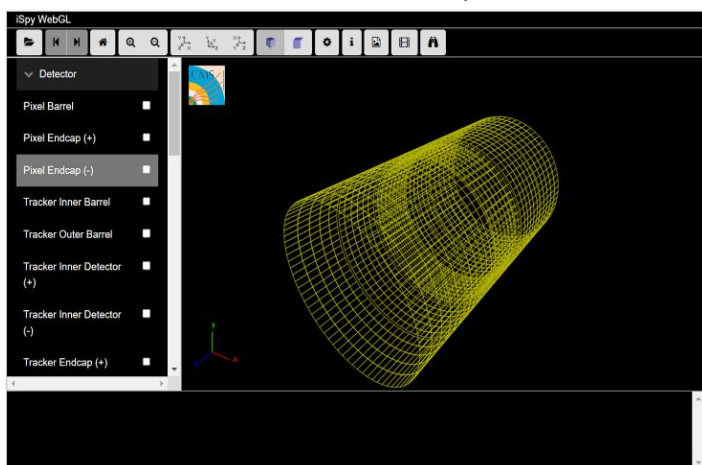 iSpy WebGL
Detector
Pixel Barrel
Pixel Endcap (+)
Pixel Endcap (-)
Tracker Inner Barrel
Tracker Outer Barrel
Tracker Inner Detector
(+)
Tracker Inner Detector
(-)
Tracker Endcap (+)
CMS
Y
X